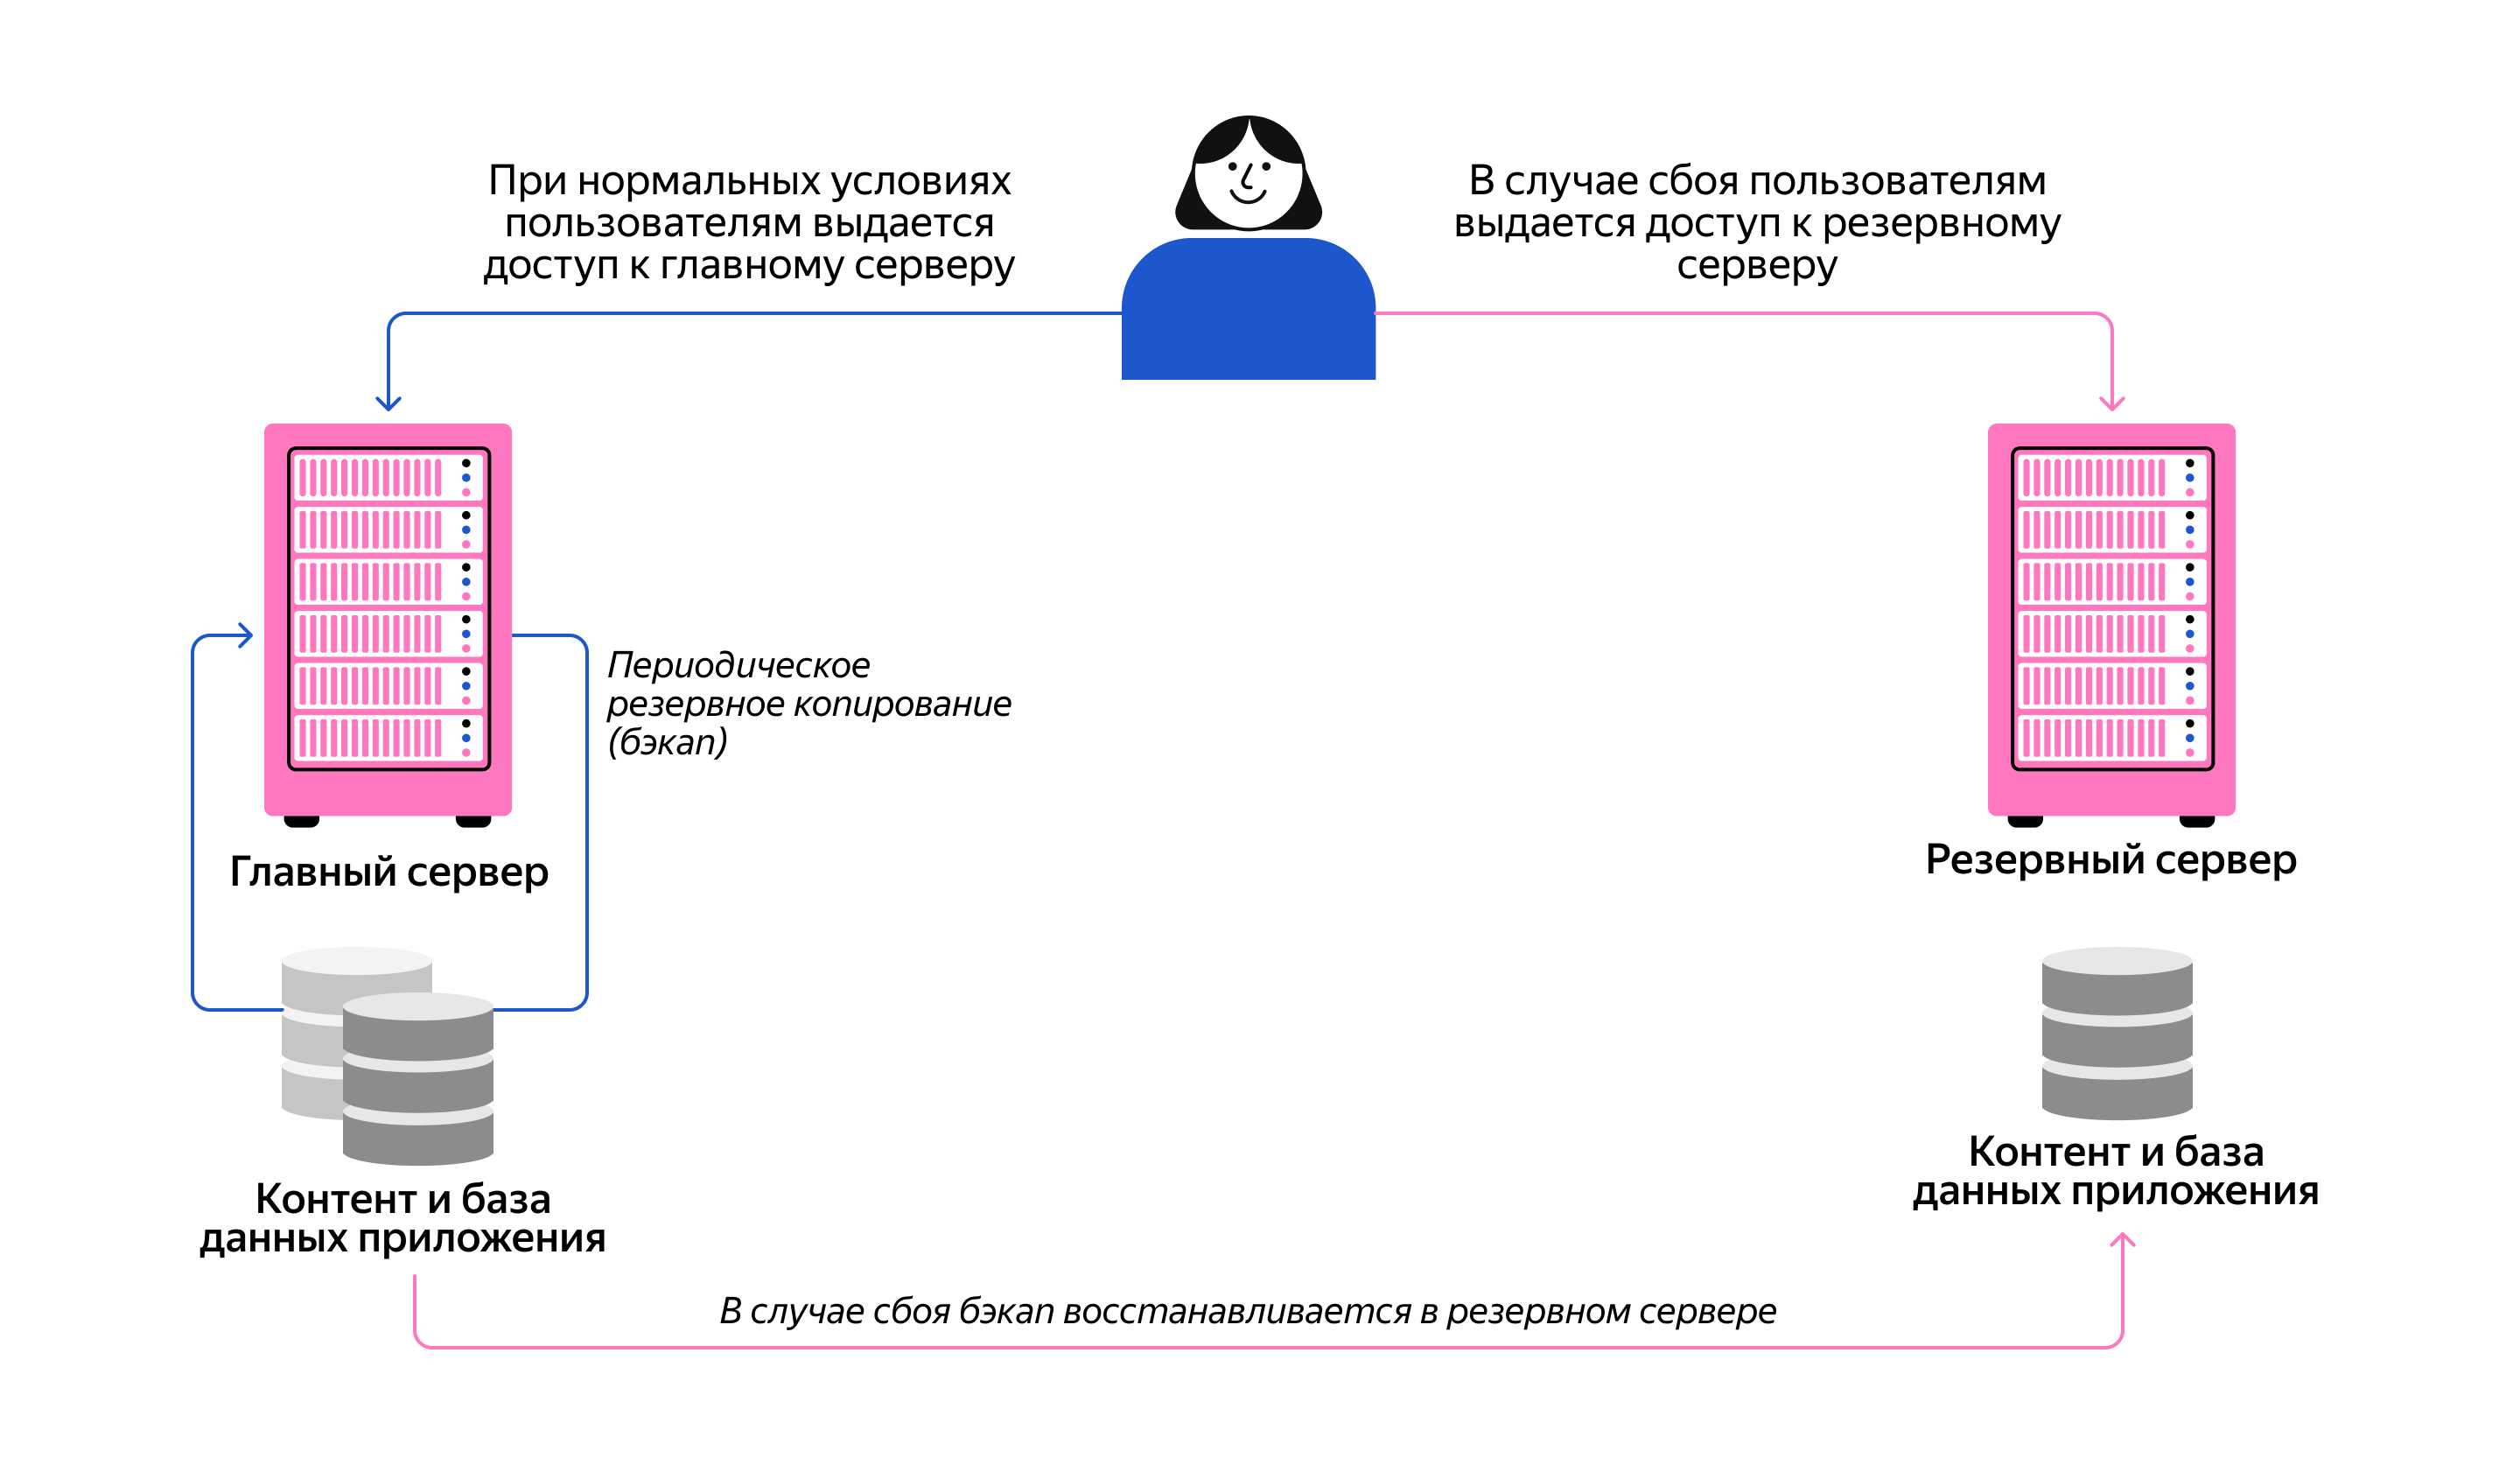 При нормальных условиях
пользователям выдается
доступ к главному серверу
В случае сбоя пользователям
выдается доступ к резервному
серверу
Периодическое
резервное копирование
(бэкап)
Главный сервер
Резервный сервер
Контент и база
данных приложения
Контент и база
данных приложения
В случае сбоя бэкап восстанавливается в резервном сервере